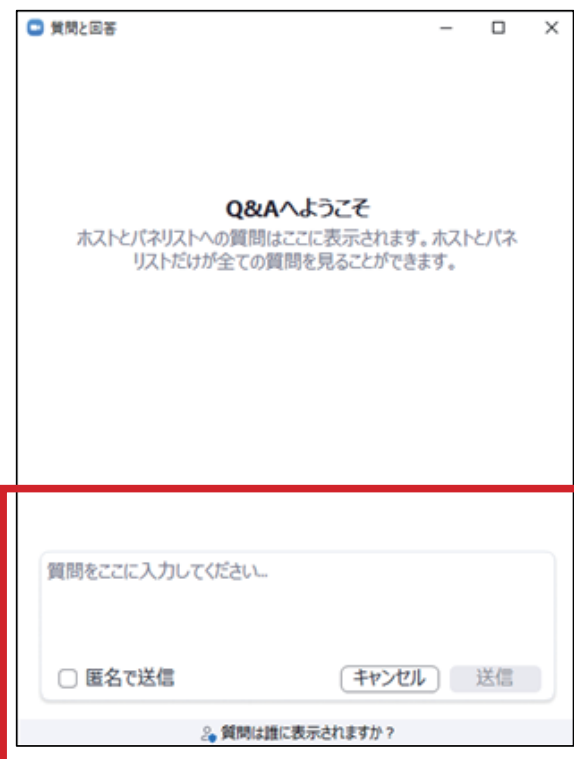 質問と回答
Q&Aへようこそ
ホストとパネリストへの質問はここに表示されます。ホストとパネ
リストだけが全ての質問を見ることができます。
質問をここに入力してください...
匿名で送信
キャンセル
送信
質問は誰に表示されますか？